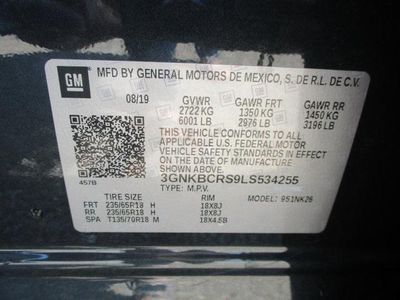 GM
MFD BY GENERAL MOTORS DE MEXICO, S. DE R.L. DE C.V.
08/19 GVWR GAWR FRT GAWR RR
2722 KG 1350 KG 1450 KG
6001 LB 2976 LB 3196 LB
THIS VEHICLE CONFORMS TO ALL
APPLICABLE U.S. FEDERAL
SAFETY STANDARDS IN EFFECT
ON THE DATE OF MANUFACTURE
SHOWN ABOVE.
3GNKBCRS9LS534255
457B TYPE: M.P.V. MODEL: 951NK26
TIRE SIZE RIM
FRT 235/65R18 H 18X8J
RR 235/65R18 H 18X8J
SPA T135/70R18 M 18X4.5B